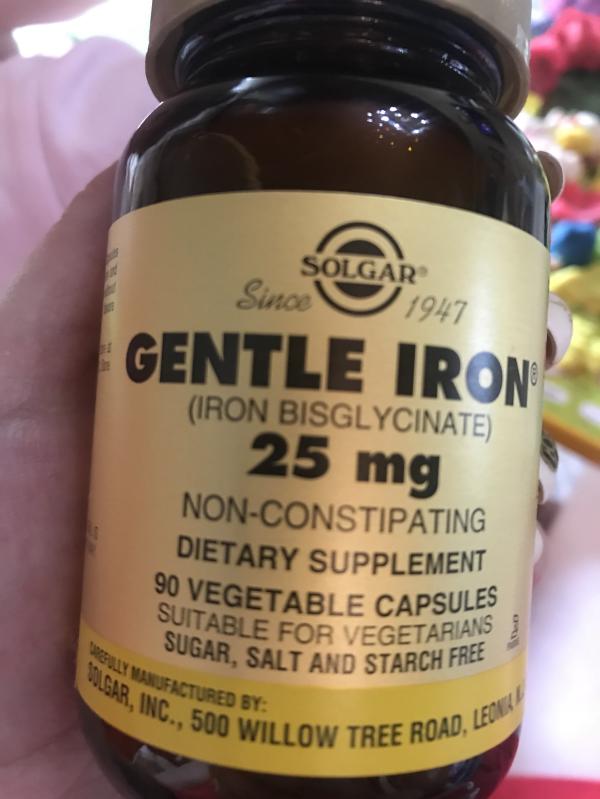 SOLGAR®
Since 1947
GENTLE IRON®
(IRON BISGLYCINATE)
25 mg
NON-CONSTIPATING
DIETARY SUPPLEMENT
90 VEGETABLE CAPSULES
SUITABLE FOR VEGETARIANS
SUGAR, SALT AND STARCH FREE
CAREFULLY MANUFACTURED BY:
SOLGAR, INC., 500 WILLOW TREE ROAD, LEONIA,